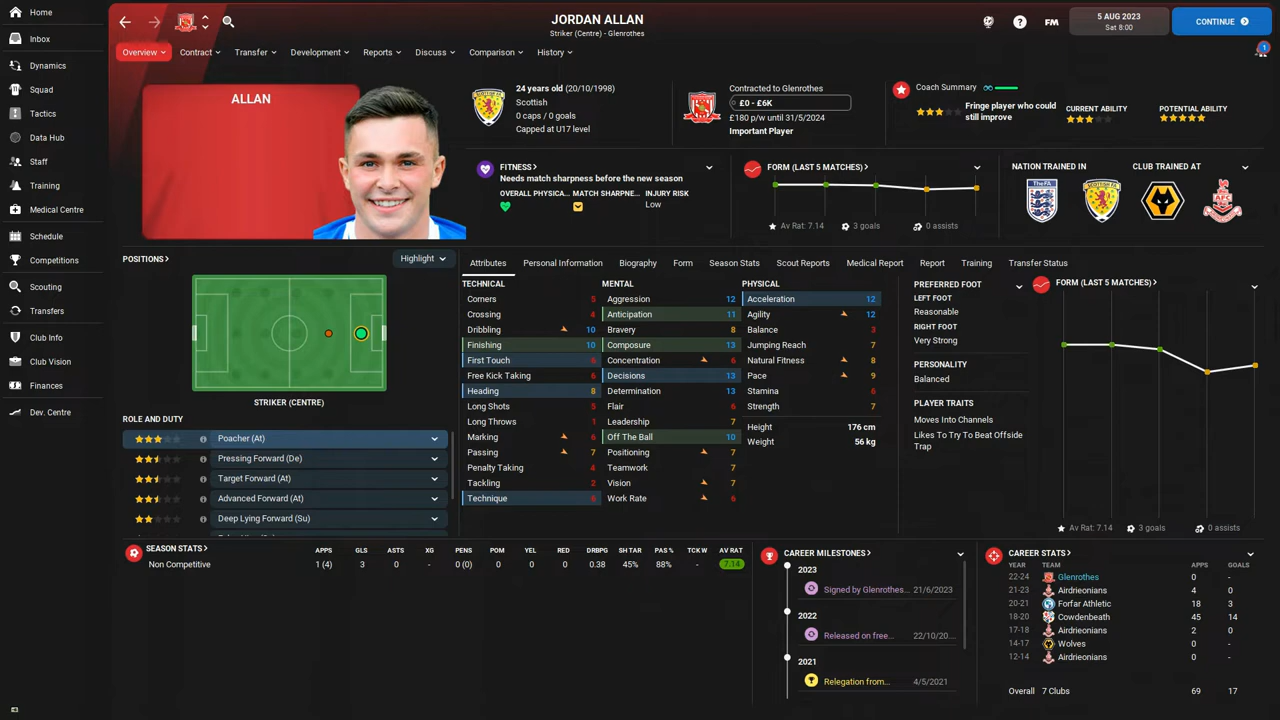 Home
Inbox
Dynamics
Squad
Tactics
Data Hub
Staff
Training
Medical Centre
Schedule
Competitions
Scouting
Transfers
Club Info
Club Vision
Finances
Dev. Centre
JORDAN ALLAN
Striker (Centre) - Glenrothes
FM
5 AUG 2023
Sat 8:00
CONTINUE
Overview
Contract
Transfer
Development
Reports
Discuss
Comparison
History
1
ALLAN
24 years old (20/10/1998)
Scottish
0 caps / 0 goals
Capped at U17 level
Contracted to Glenrothes
£0 - £6K
£180 p/w until 31/5/2024
Important Player
Coach Summary
Fringe player who could
still improve
CURRENT ABILITY
POTENTIAL ABILITY
FITNESS
Needs match sharpness before the new season
OVERALL PHYSICA...
MATCH SHARPNE...
INJURY RISK
Low
FORM (LAST 5 MATCHES)
Av Rat: 7.14
3 goals
0 assists
NATION TRAINED IN
CLUB TRAINED AT
POSITIONS
Highlight
STRIKER (CENTRE)
ROLE AND DUTY
Poacher (At)
Pressing Forward (De)
Target Forward (At)
Advanced Forward (At)
Deep Lying Forward (Su)
Attributes
Personal Information
Biography
Form
Season Stats
Scout Reports
Medical Report
Report
Training
Transfer Status
TECHNICAL
Corners 5
Crossing 4
Dribbling 10
Finishing 10
First Touch 6
Free Kick Taking 6
Heading 8
Long Shots 5
Long Throws 1
Marking 6
Passing 7
Penalty Taking 4
Tackling 2
Technique 6
MENTAL
Aggression 12
Anticipation 11
Bravery 8
Composure 13
Concentration 6
Decisions 13
Determination 13
Flair 6
Leadership 7
Off The Ball 10
Positioning 7
Teamwork 7
Vision 7
Work Rate 6
PHYSICAL
Acceleration 12
Agility 12
Balance 3
Jumping Reach 7
Natural Fitness 8
Pace 9
Stamina 6
Strength 7
Height 176 cm
Weight 56 kg
PREFERRED FOOT
LEFT FOOT
Reasonable
RIGHT FOOT
Very Strong
PERSONALITY
Balanced
PLAYER TRAITS
Moves Into Channels
Likes To Try To Beat Offside
Trap
FORM (LAST 5 MATCHES)
Av Rat: 7.14
3 goals
0 assists
SEASON STATS
APPS GLS ASTS XG PENS POM YEL RED DRBPG SH TAR PAS % TCK W AV RAT
Non Competitive 1 (4) 3 0 - 0 (0) 0 0 0 0.38 45% 88% - 7.14
CAREER MILESTONES
2023
Signed by Glenrothes... 21/6/2023
2022
Released on free... 22/10/20...
2021
Relegation from... 4/5/2021
CAREER STATS
YEAR TEAM APPS GOALS
22-24 Glenrothes 0 -
21-23 Airdrieonians 4 0
20-21 Forfar Athletic 18 3
18-20 Cowdenbeath 45 14
17-18 Airdrieonians 2 0
14-17 Wolves 0 -
12-14 Airdrieonians 0 -
Overall 7 Clubs 69 17